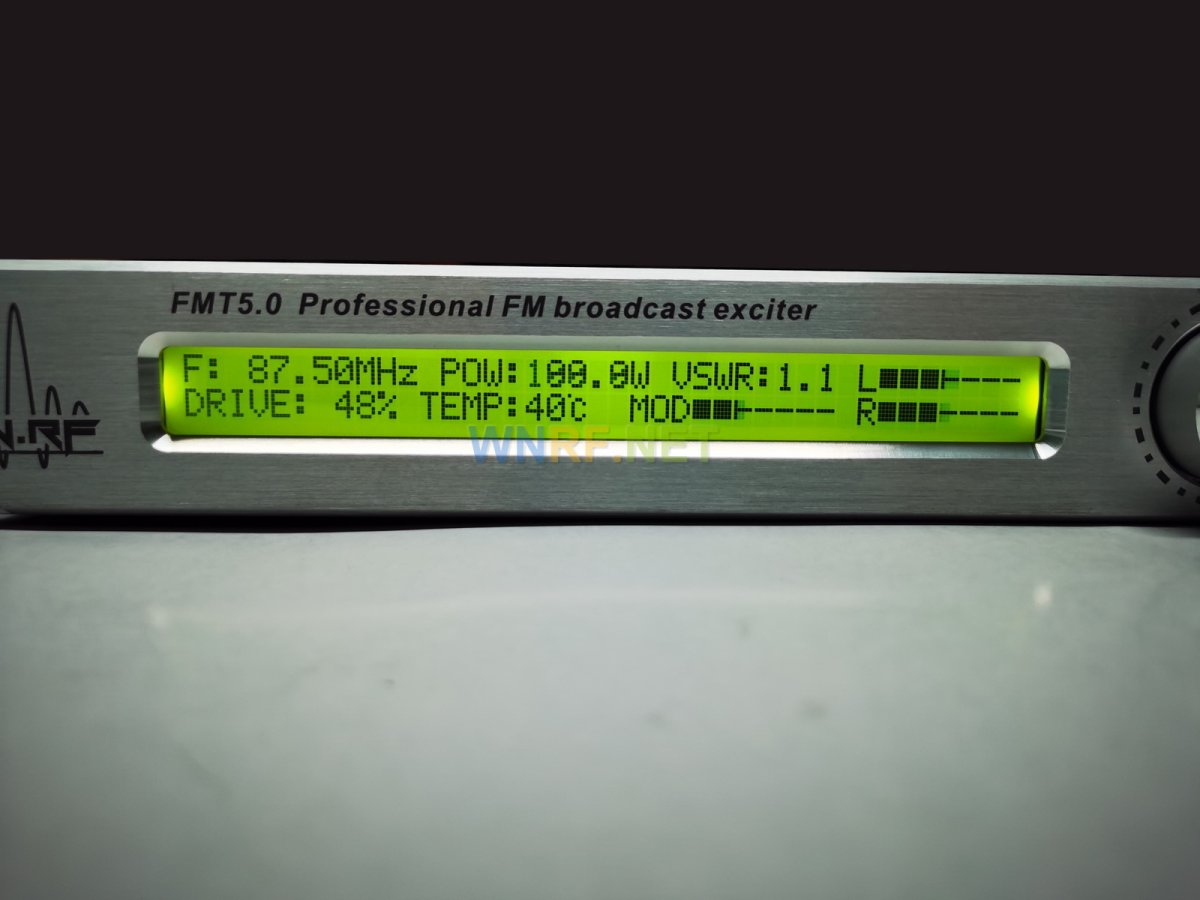 FMT5.0 Professional FM broadcast exciter
F: 87.50MHz POW:100.0W VSWR:1.1 L
DRIVE: 48% TEMP:40℃ MOD R
N.RF
WNRF.NET